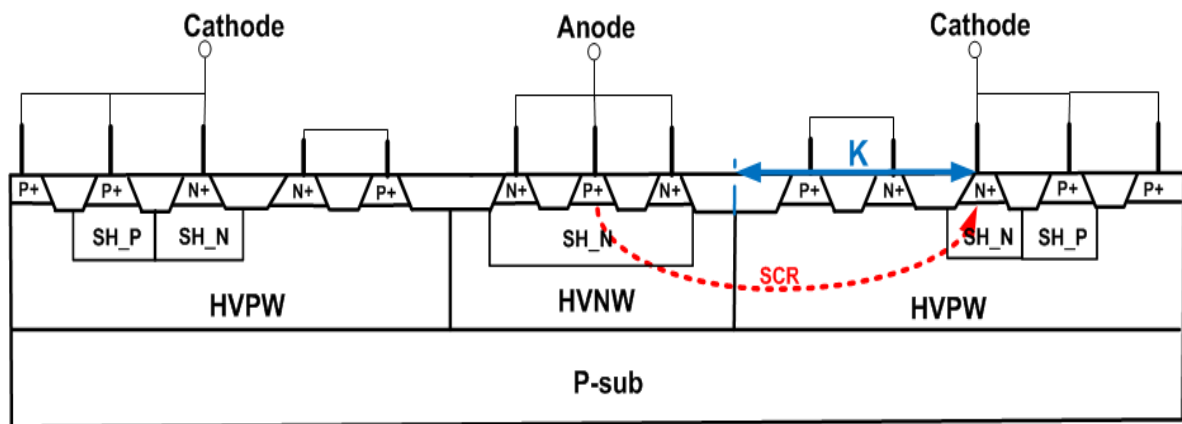 Cathode Anode Cathode
K
P+ P+ N+ N+ P+ N+ P+ N+ P+ N+ N+ P+ P+
SH_P SH_N SH_N SH_N SH_P
SCR
HVPW HVNW HVPW
P-sub